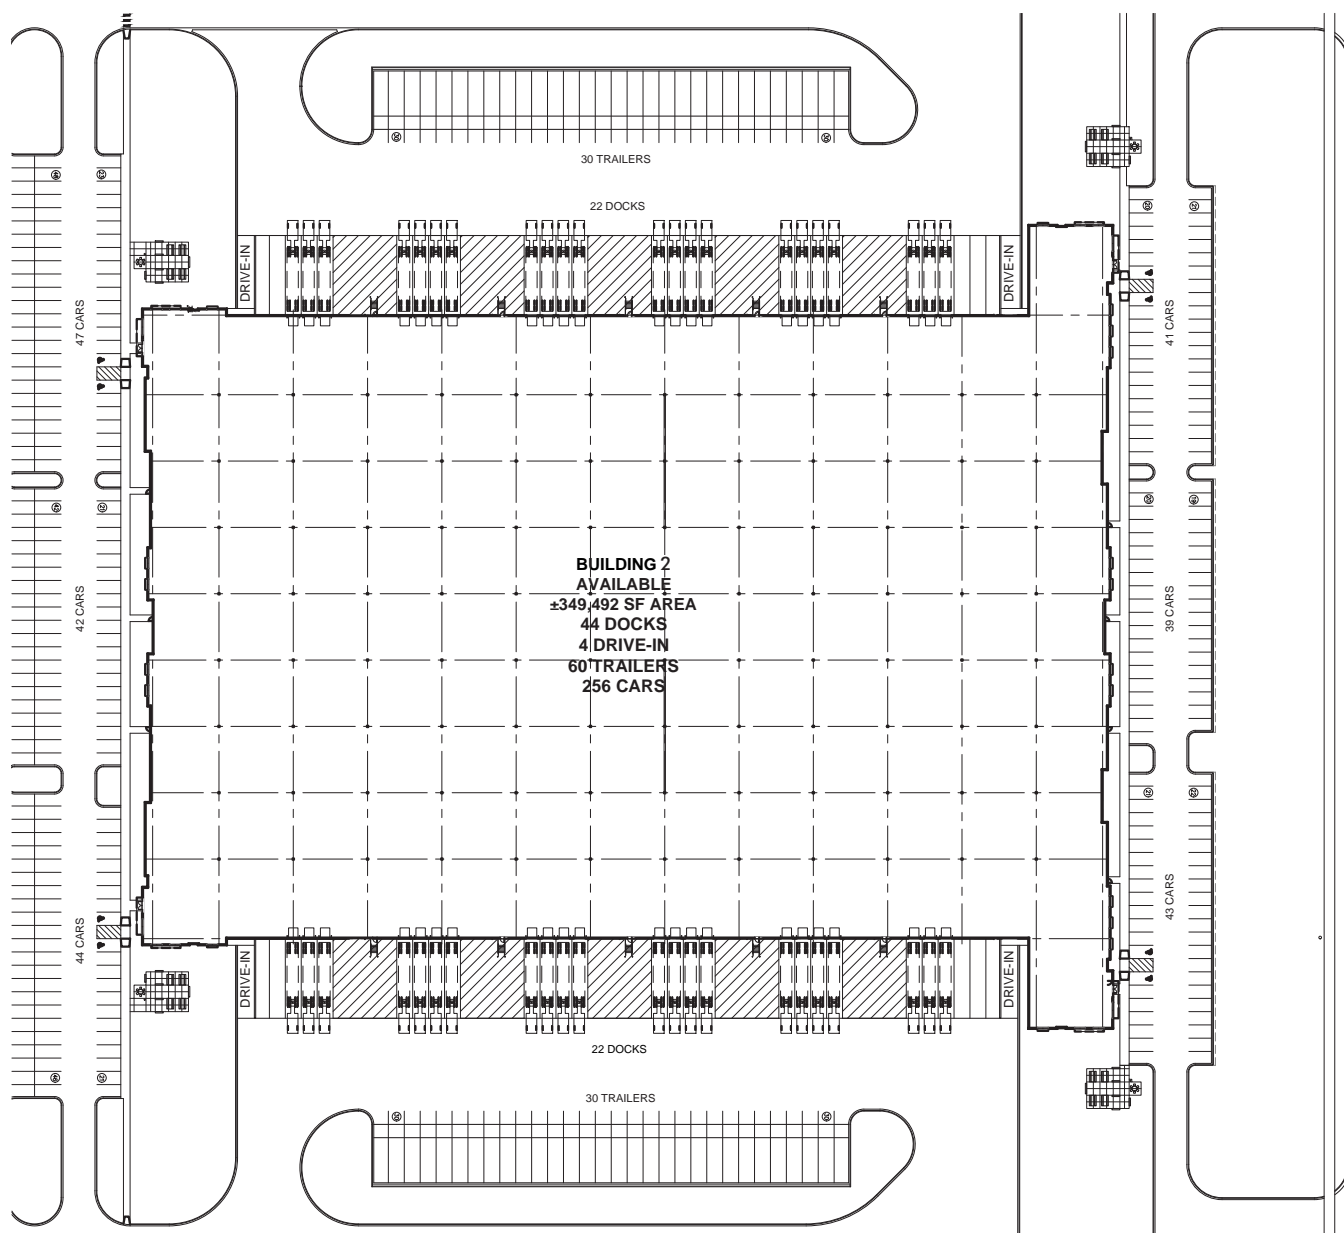 30 TRAILERS
22 DOCKS
DRIVE-IN
DRIVE-IN
47 CARS
41 CARS
BUILDING 2
AVAILABLE
±349,492 SF AREA
44 DOCKS
4 DRIVE-IN
60 TRAILERS
256 CARS
42 CARS
39 CARS
44 CARS
43 CARS
DRIVE-IN
DRIVE-IN
22 DOCKS
30 TRAILERS